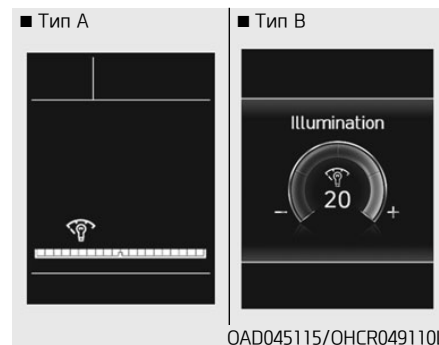 ■ Тип A
■ Тип B
Illumination
20
- +
OAD045115/OHCR049110